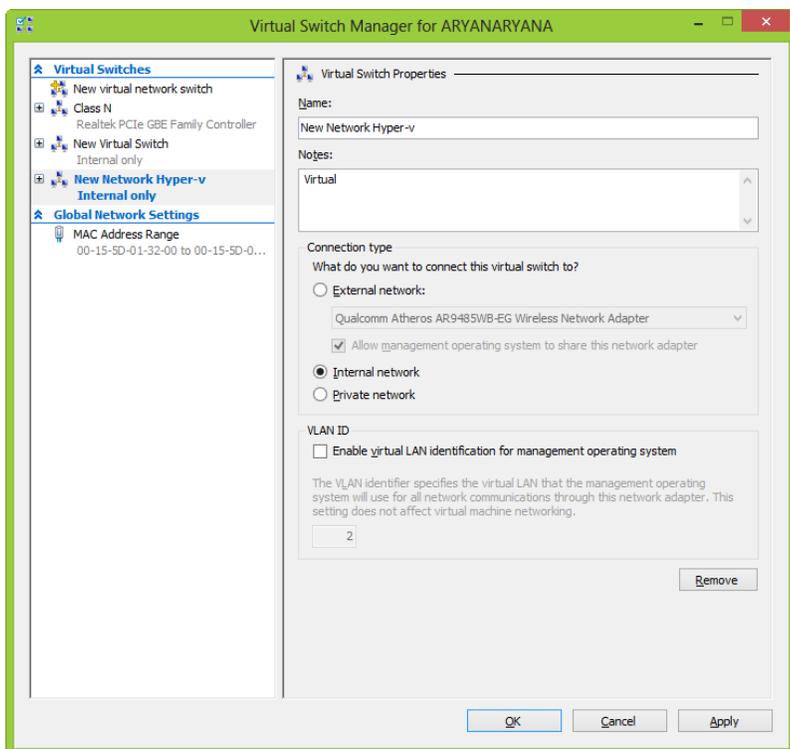 Virtual Switch Manager for ARYANARYANA
Virtual Switches
New virtual network switch
Class N
Realtek PCIe GBE Family Controller
New Virtual Switch
Internal only
New Network Hyper-v
Internal only
Global Network Settings
MAC Address Range
00-15-5D-01-32-00 to 00-15-5D-0...
Virtual Switch Properties
Name:
New Network Hyper-v
Notes:
Virtual
Connection type
What do you want to connect this virtual switch to?
External network:
Qualcomm Atheros AR9485WB-EG Wireless Network Adapter
Allow management operating system to share this network adapter
Internal network
Private network
VLAN ID
Enable virtual LAN identification for management operating system
The VLAN identifier specifies the virtual LAN that the management operating
system will use for all network communications through this network adapter. This
setting does not affect virtual machine networking.
2
Remove
OK
Cancel
Apply